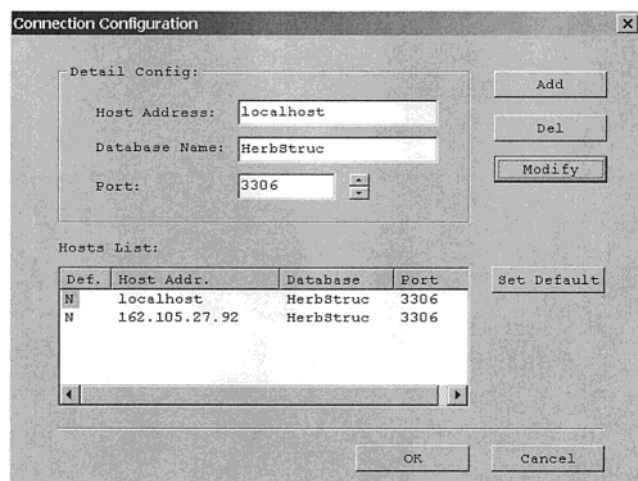 Connection Configuration
Detail Config:
Host Address: localhost
Database Name: HerbStruc
Port: 3306
Add
Del
Modify
Hosts List:
Def. Host Addr. Database Port
N localhost HerbStruc 3306
N 162.105.27.92 HerbStruc 3306
Set Default
OK Cancel